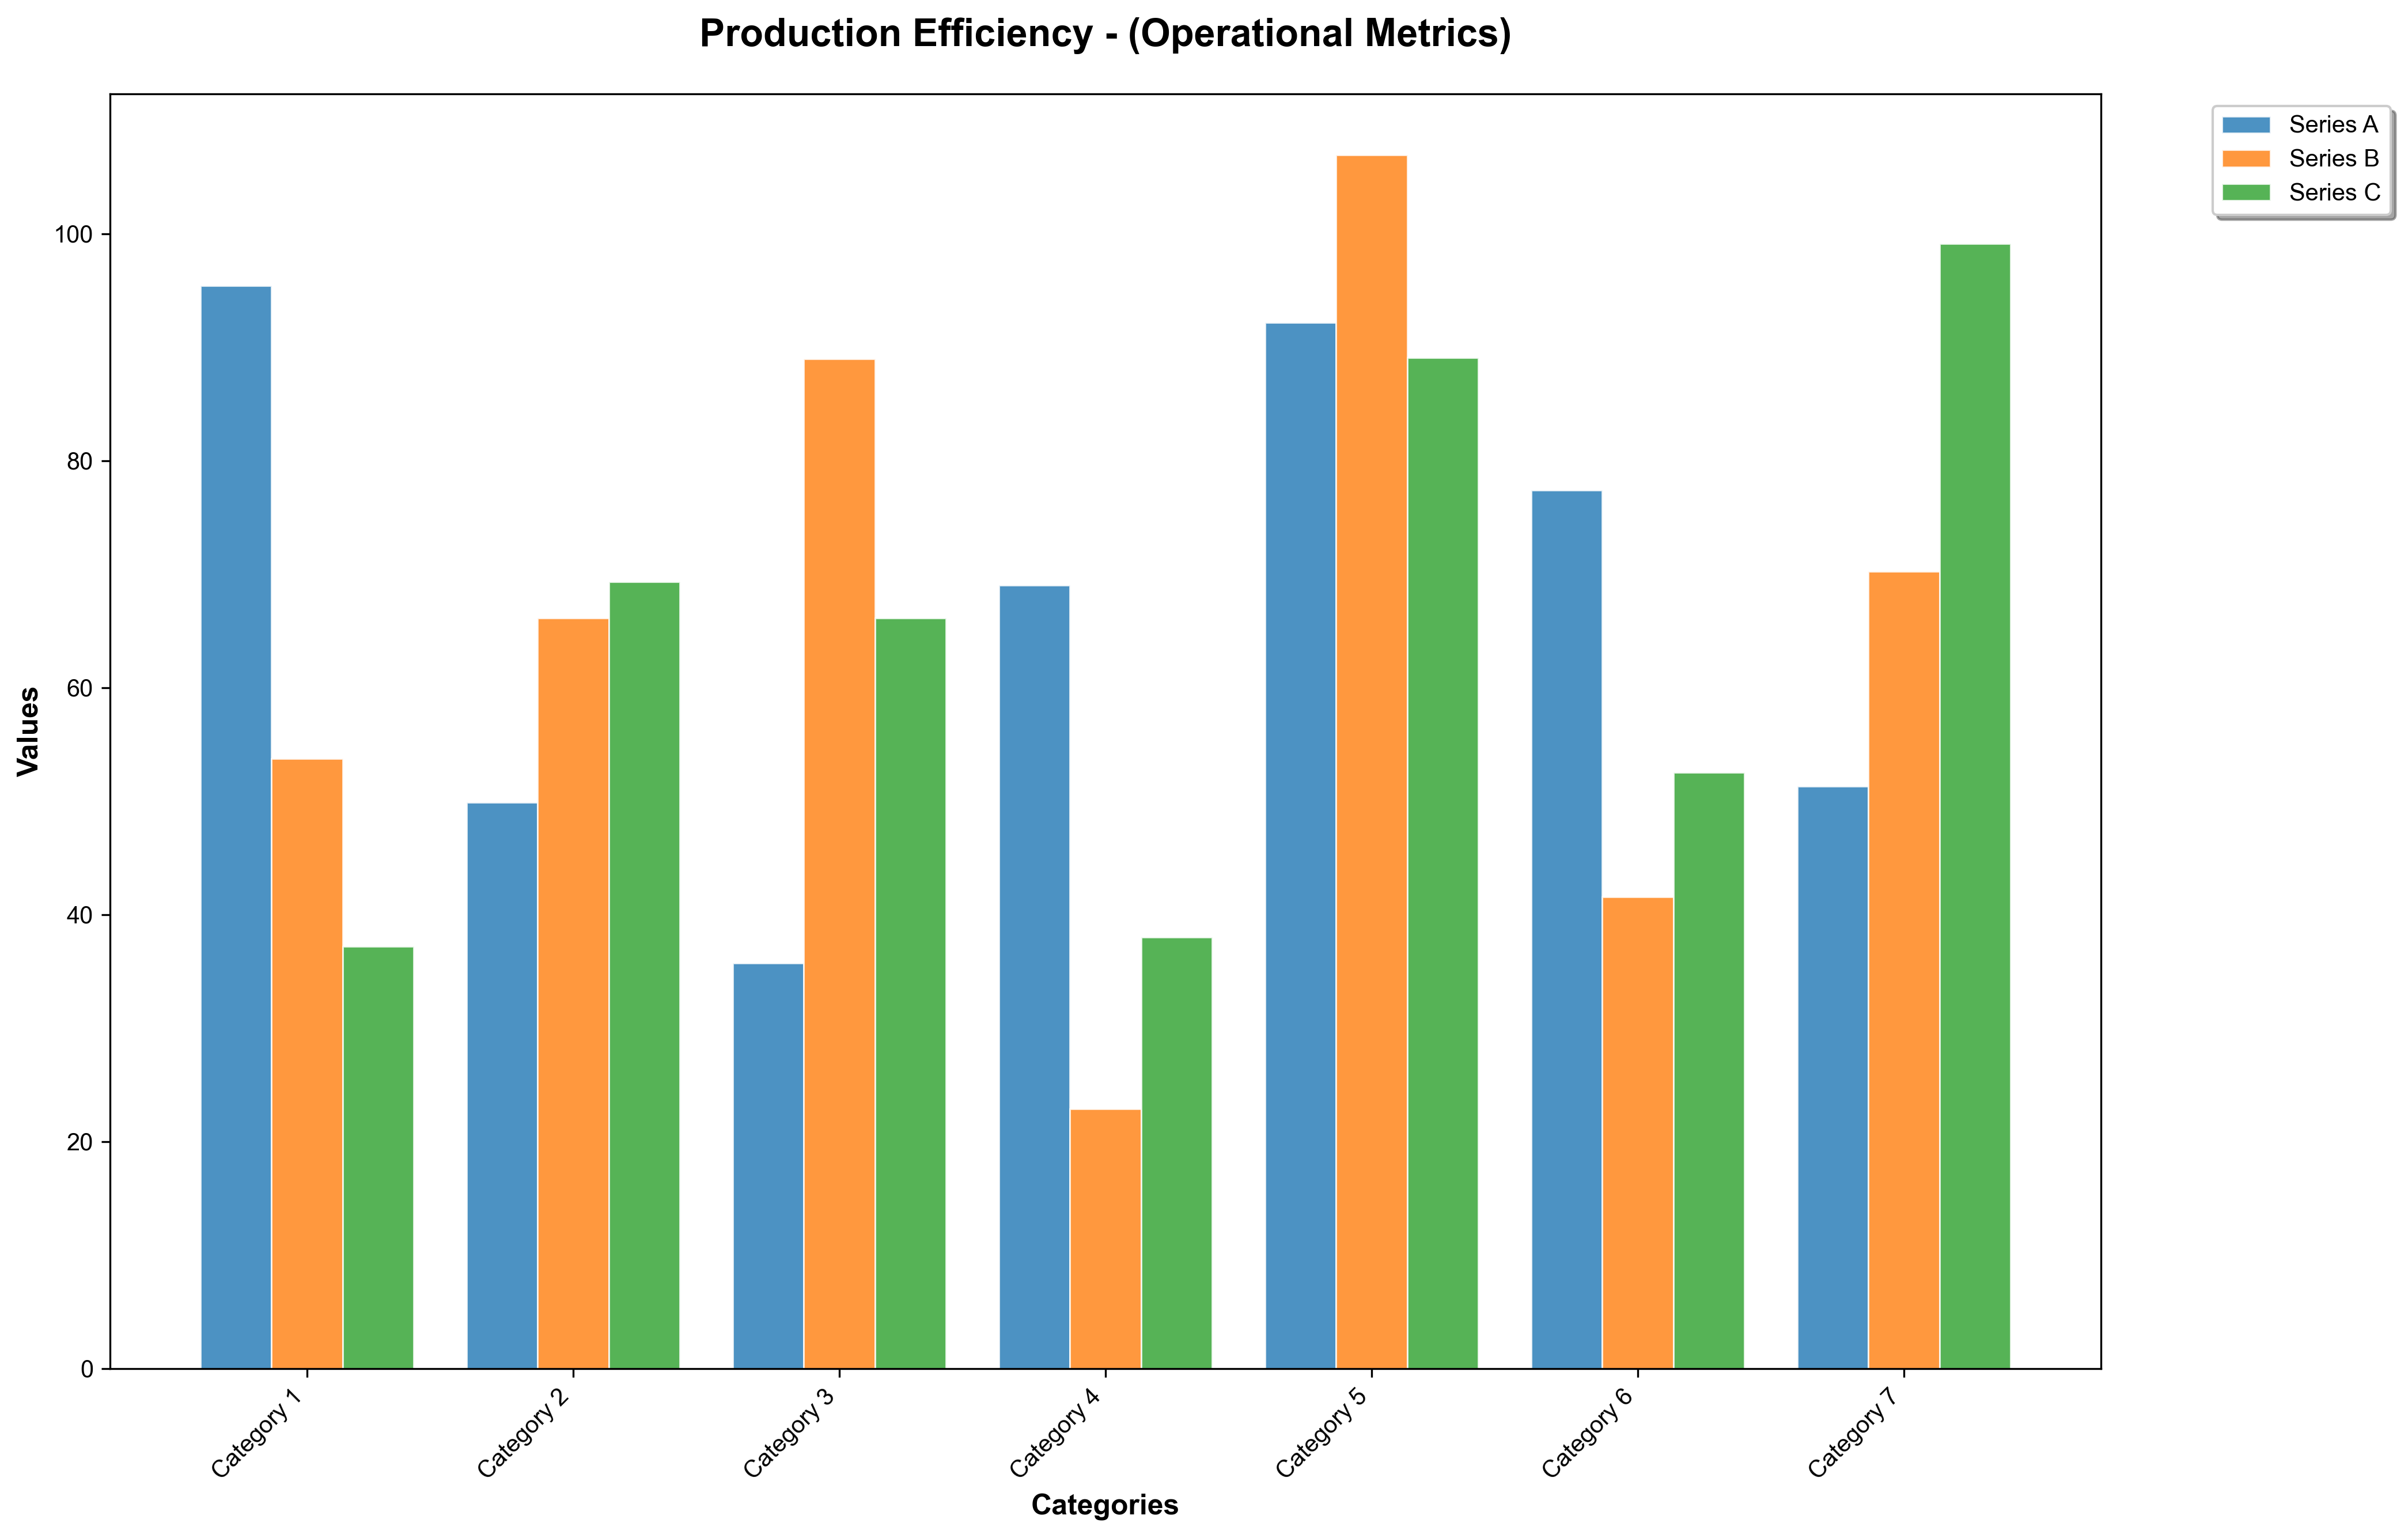 Production Efficiency - (Operational Metrics)
Series A
Series B
Series C
Values
100
80
60
40
20
0
Category 1
Category 2
Category 3
Category 4
Category 5
Category 6
Category 7
Categories